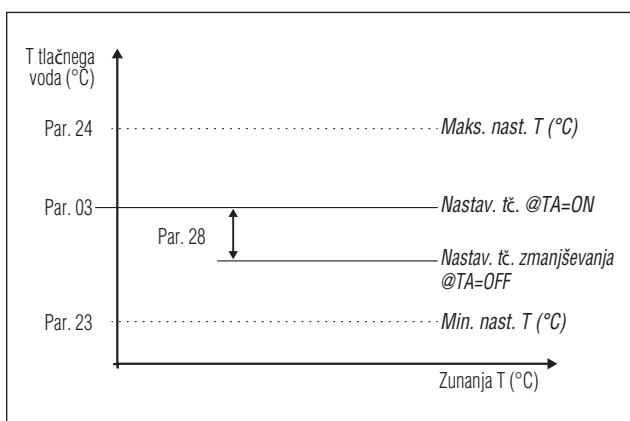 T tlačnega
voda (°C)
Par. 24
Maks. nast. T (°C)
Par. 03
Nastav. tč. @TA=ON
Par. 28
Nastav. tč. zmanjševanja
@TA=OFF
Par. 23
Min. nast. T (°C)
Zunanja T (°C)